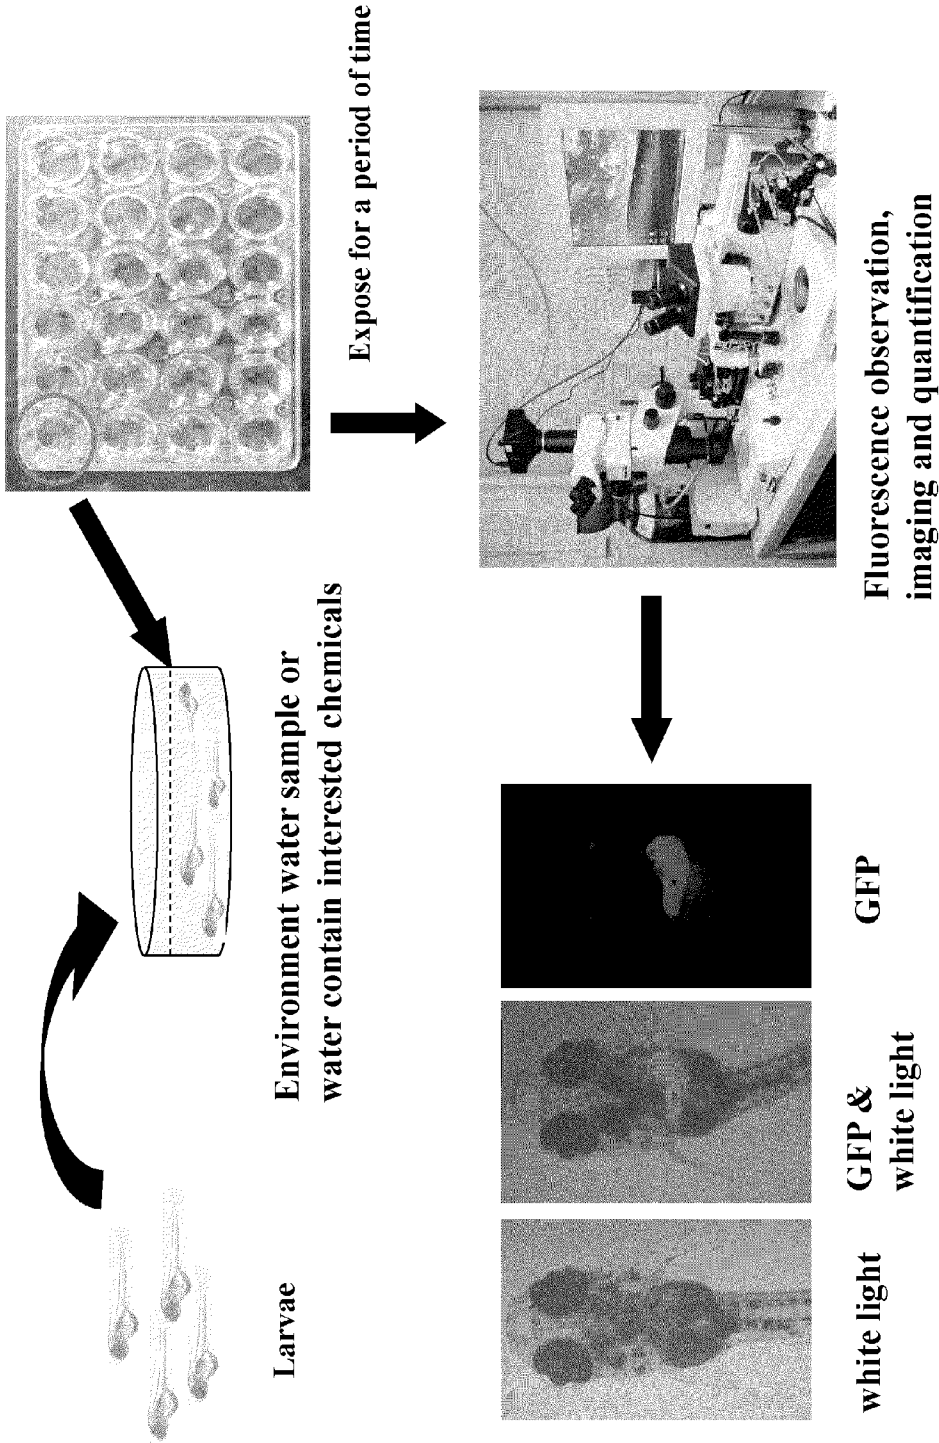 Larvae
Environment water sample or
water contain interested chemicals
Expose for a period of time
white light
GFP &
white light
GFP
Fluorescence observation,
imaging and quantification